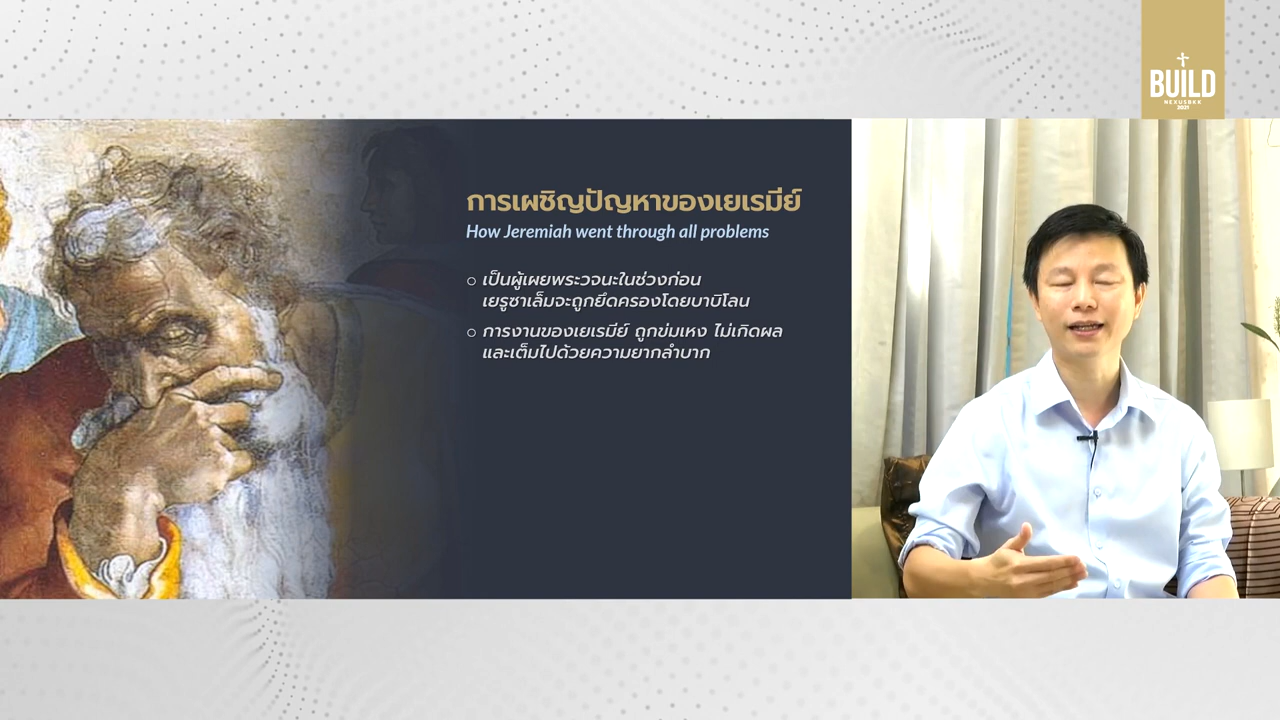 BUILD
NEXUSBKK
2021
การเผชิญปัญหาของเยเรมีย์
How Jeremiah went through all problems
○ เป็นผู้เผยพระวจนะในช่วงก่อน
เยรูซาเล็มจะถูกยึดครองโดยบาบิโลน
○ การงานของเยเรมีย์ ถูกข่มเหง ไม่เกิดผล
และเต็มไปด้วยความยากลำบาก